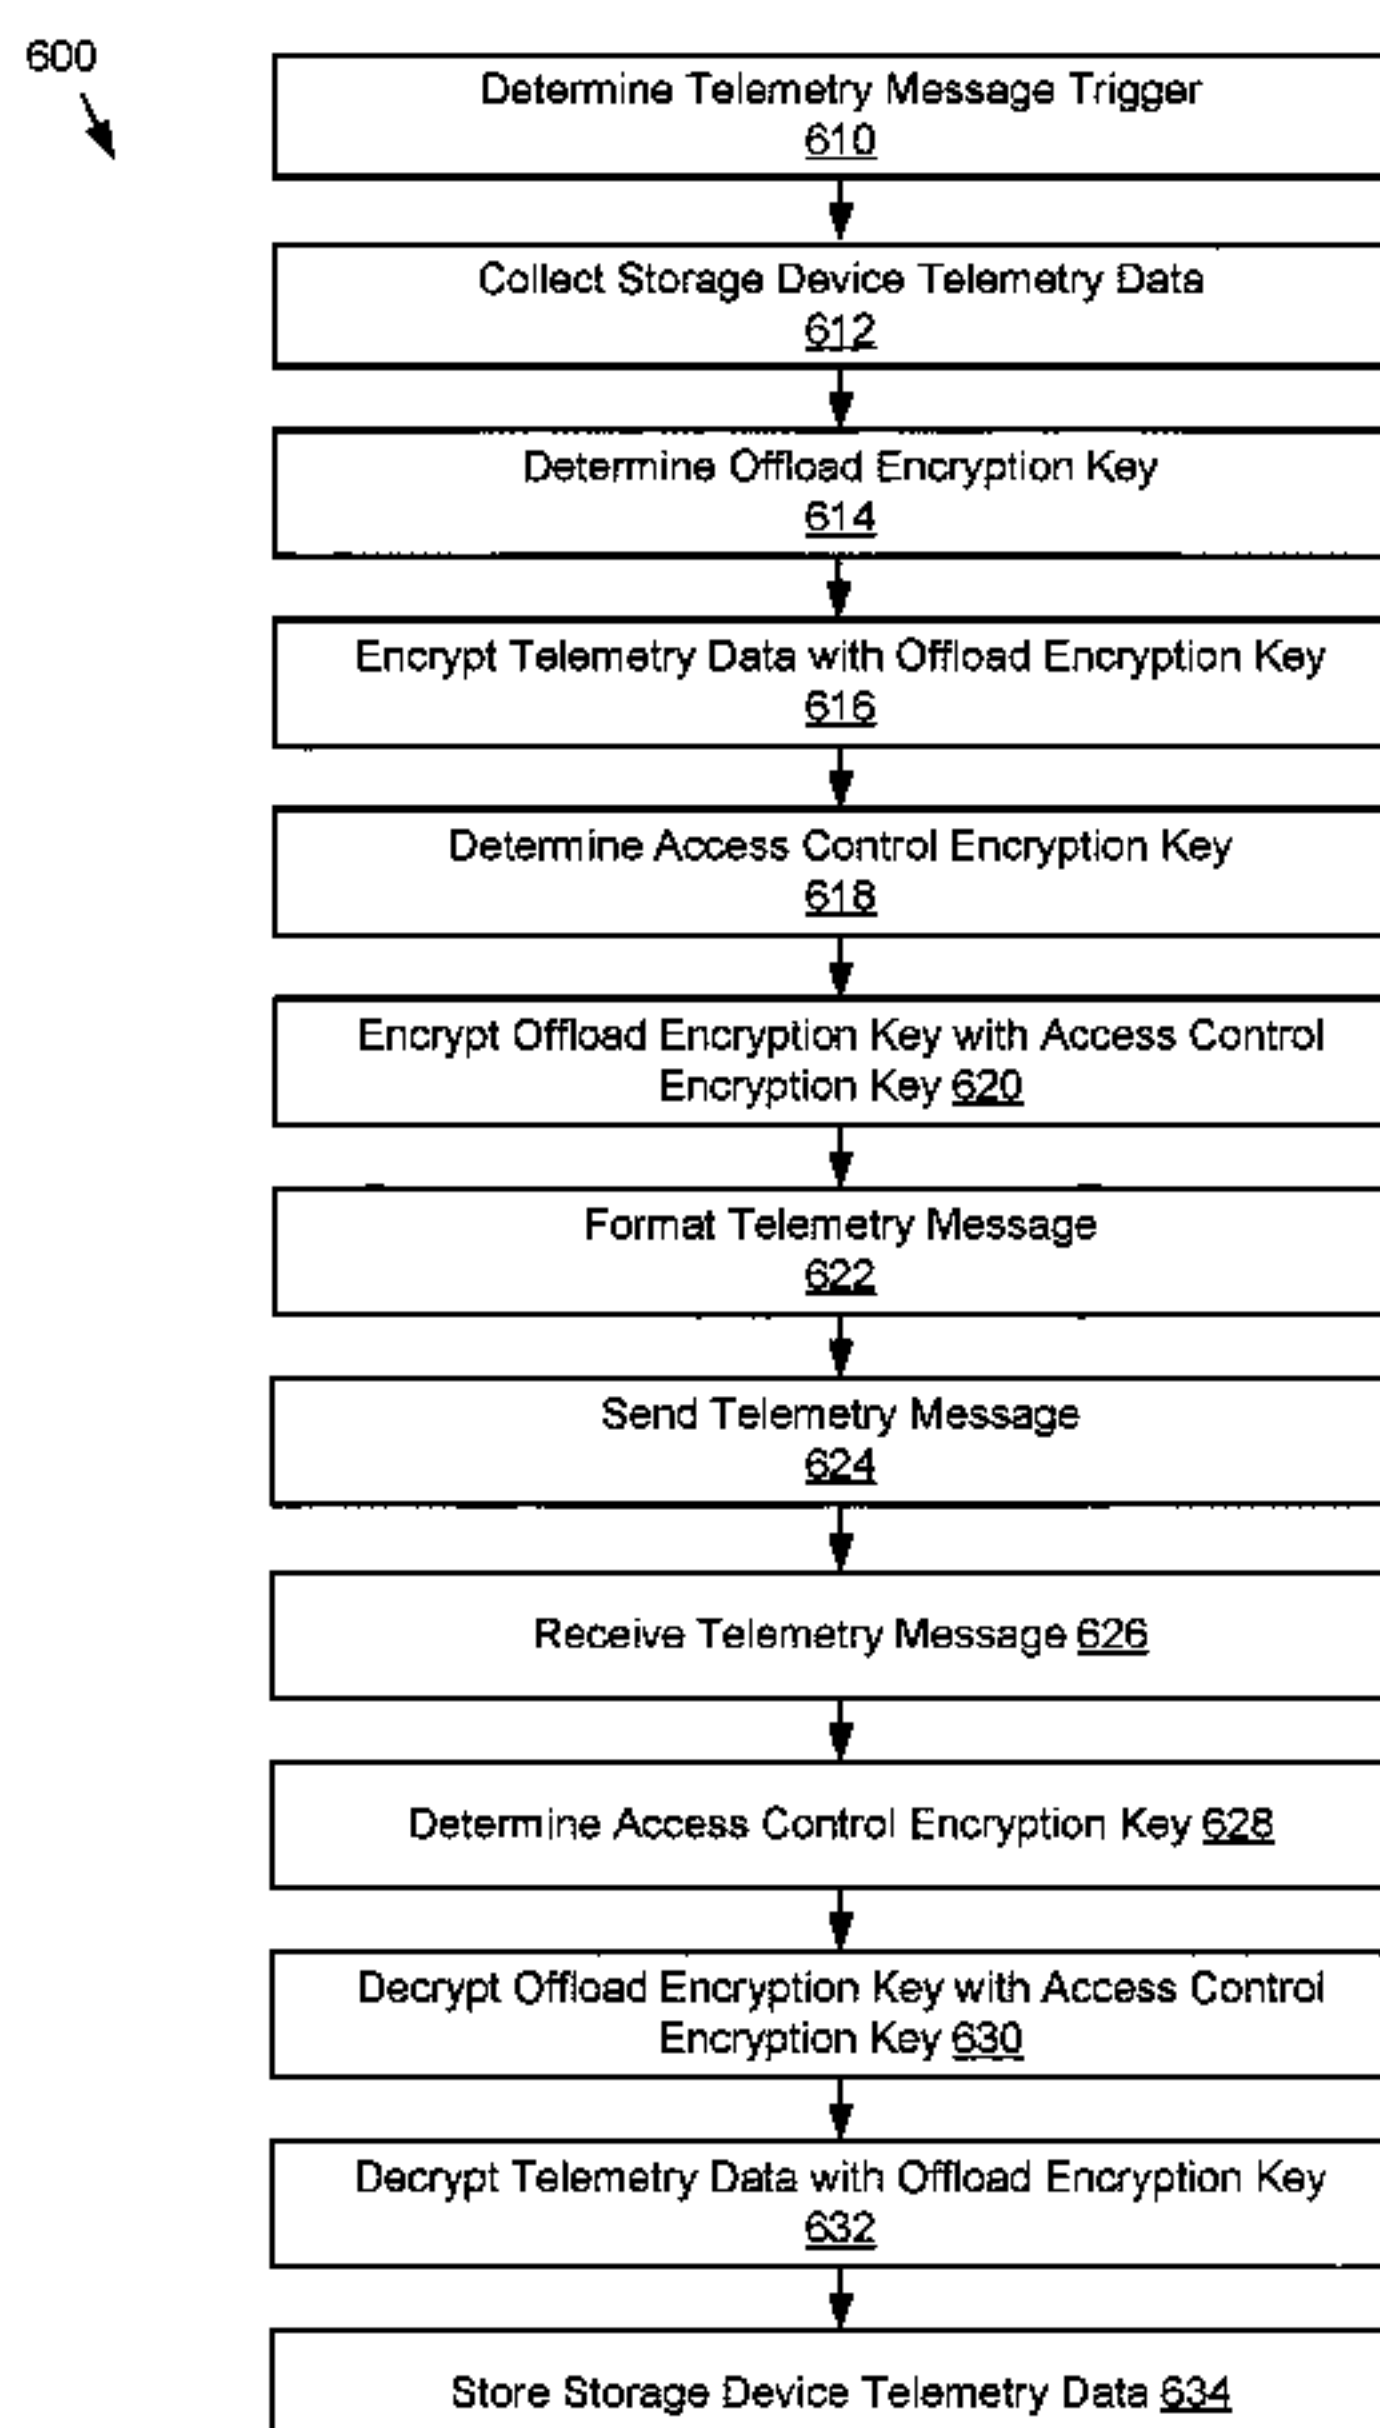 600
Determine Telemetry Message Trigger
610
Collect Storage Device Telemetry Data
612
Determine Offload Encryption Key
614
Encrypt Telemetry Data with Offload Encryption Key
616
Determine Access Control Encryption Key
618
Encrypt Offload Encryption Key with Access Control
Encryption Key 620
Format Telemetry Message
622
Send Telemetry Message
624
Receive Telemetry Message 626
Determine Access Control Encryption Key 628
Decrypt Offload Encryption Key with Access Control
Encryption Key 630
Decrypt Telemetry Data with Offload Encryption Key
632
Store Storage Device Telemetry Data 634